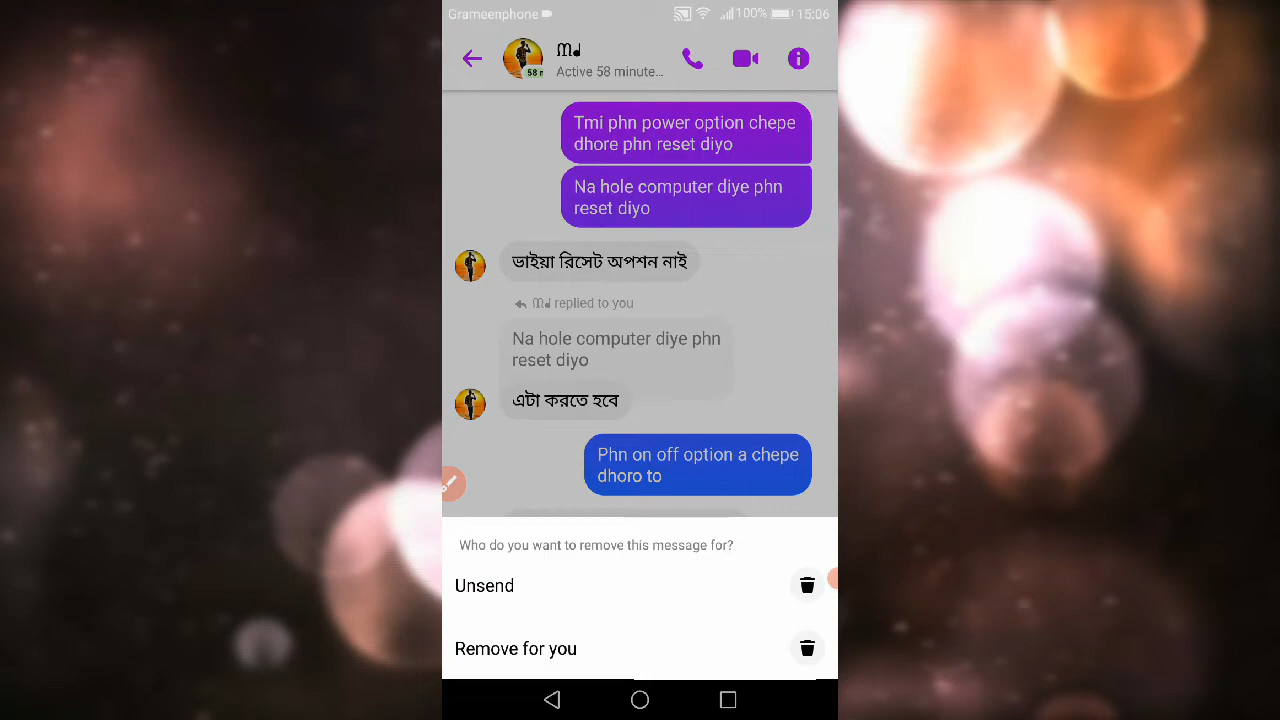 Grameenphone 100% 15:06
Active 58 minute...
58 r
Tmi phn power option chepe
dhore phn reset diyo
Na hole computer diye phn
reset diyo
ভাইয়া রিসেট অপশন নাই
replied to you
Na hole computer diye phn
reset diyo
এটা করতে হবে
Phn on off option a chepe
dhoro to
Who do you want to remove this message for?
Unsend
Remove for you